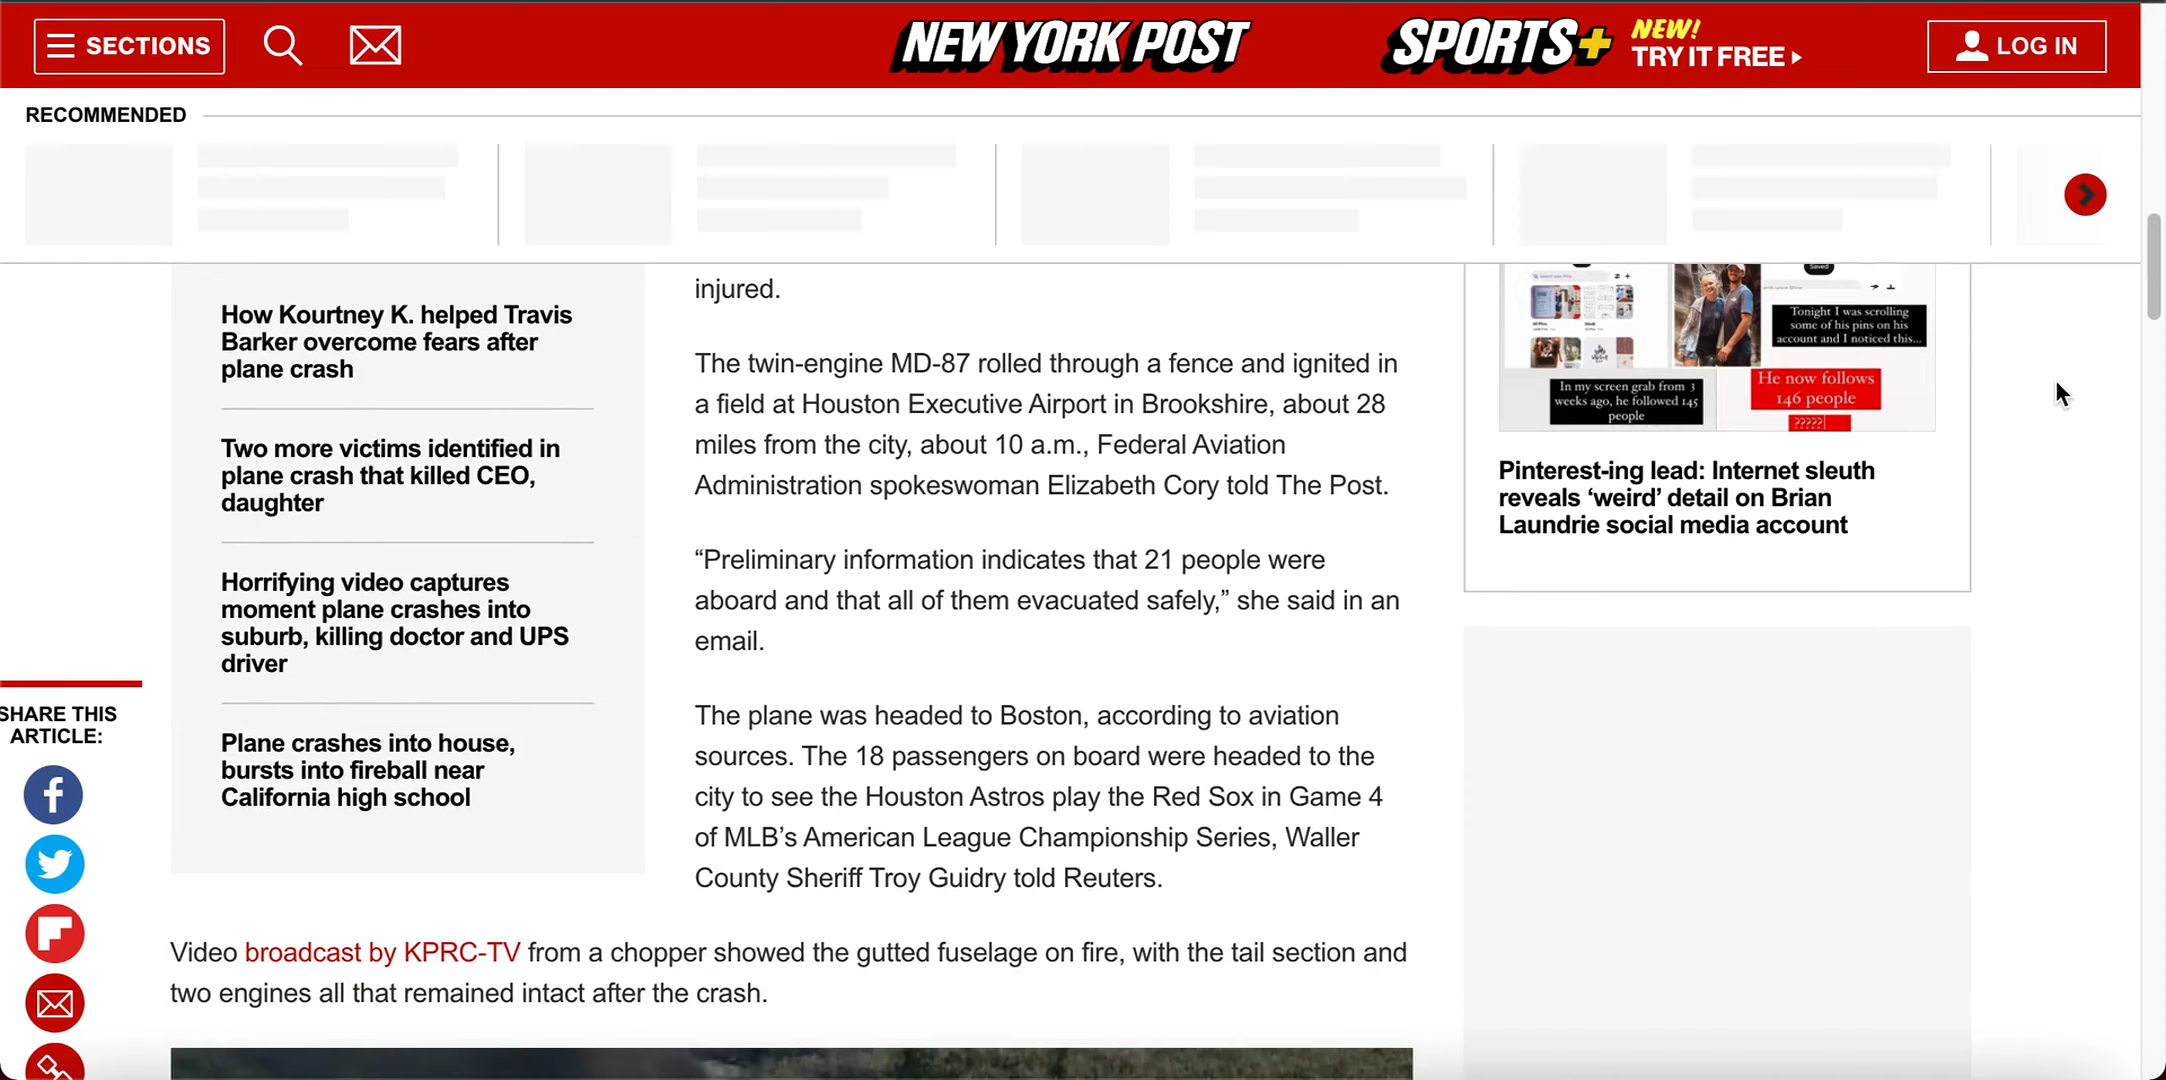 SECTIONS
NEW YORK POST
SPORTS+
NEW!
TRY IT FREE
LOG IN
RECOMMENDED
How Kourtney K. helped Travis
Barker overcome fears after
plane crash
Two more victims identified in
plane crash that killed CEO,
daughter
Horrifying video captures
moment plane crashes into
suburb, killing doctor and UPS
driver
Plane crashes into house,
bursts into fireball near
California high school
SHARE THIS
ARTICLE:
injured.
The twin-engine MD-87 rolled through a fence and ignited in
a field at Houston Executive Airport in Brookshire, about 28
miles from the city, about 10 a.m., Federal Aviation
Administration spokeswoman Elizabeth Cory told The Post.
“Preliminary information indicates that 21 people were
aboard and that all of them evacuated safely,” she said in an
email.
The plane was headed to Boston, according to aviation
sources. The 18 passengers on board were headed to the
city to see the Houston Astros play the Red Sox in Game 4
of MLB’s American League Championship Series, Waller
County Sheriff Troy Guidry told Reuters.
Video broadcast by KPRC-TV from a chopper showed the gutted fuselage on fire, with the tail section and
two engines all that remained intact after the crash.
Saved
Tonight I was scrolling
some of his pins on his
account and I noticed this...
In my screen grab from 3
weeks ago, he followed 145
people
He now follows
146 people
?????
Pinterest-ing lead: Internet sleuth
reveals ‘weird’ detail on Brian
Laundrie social media account